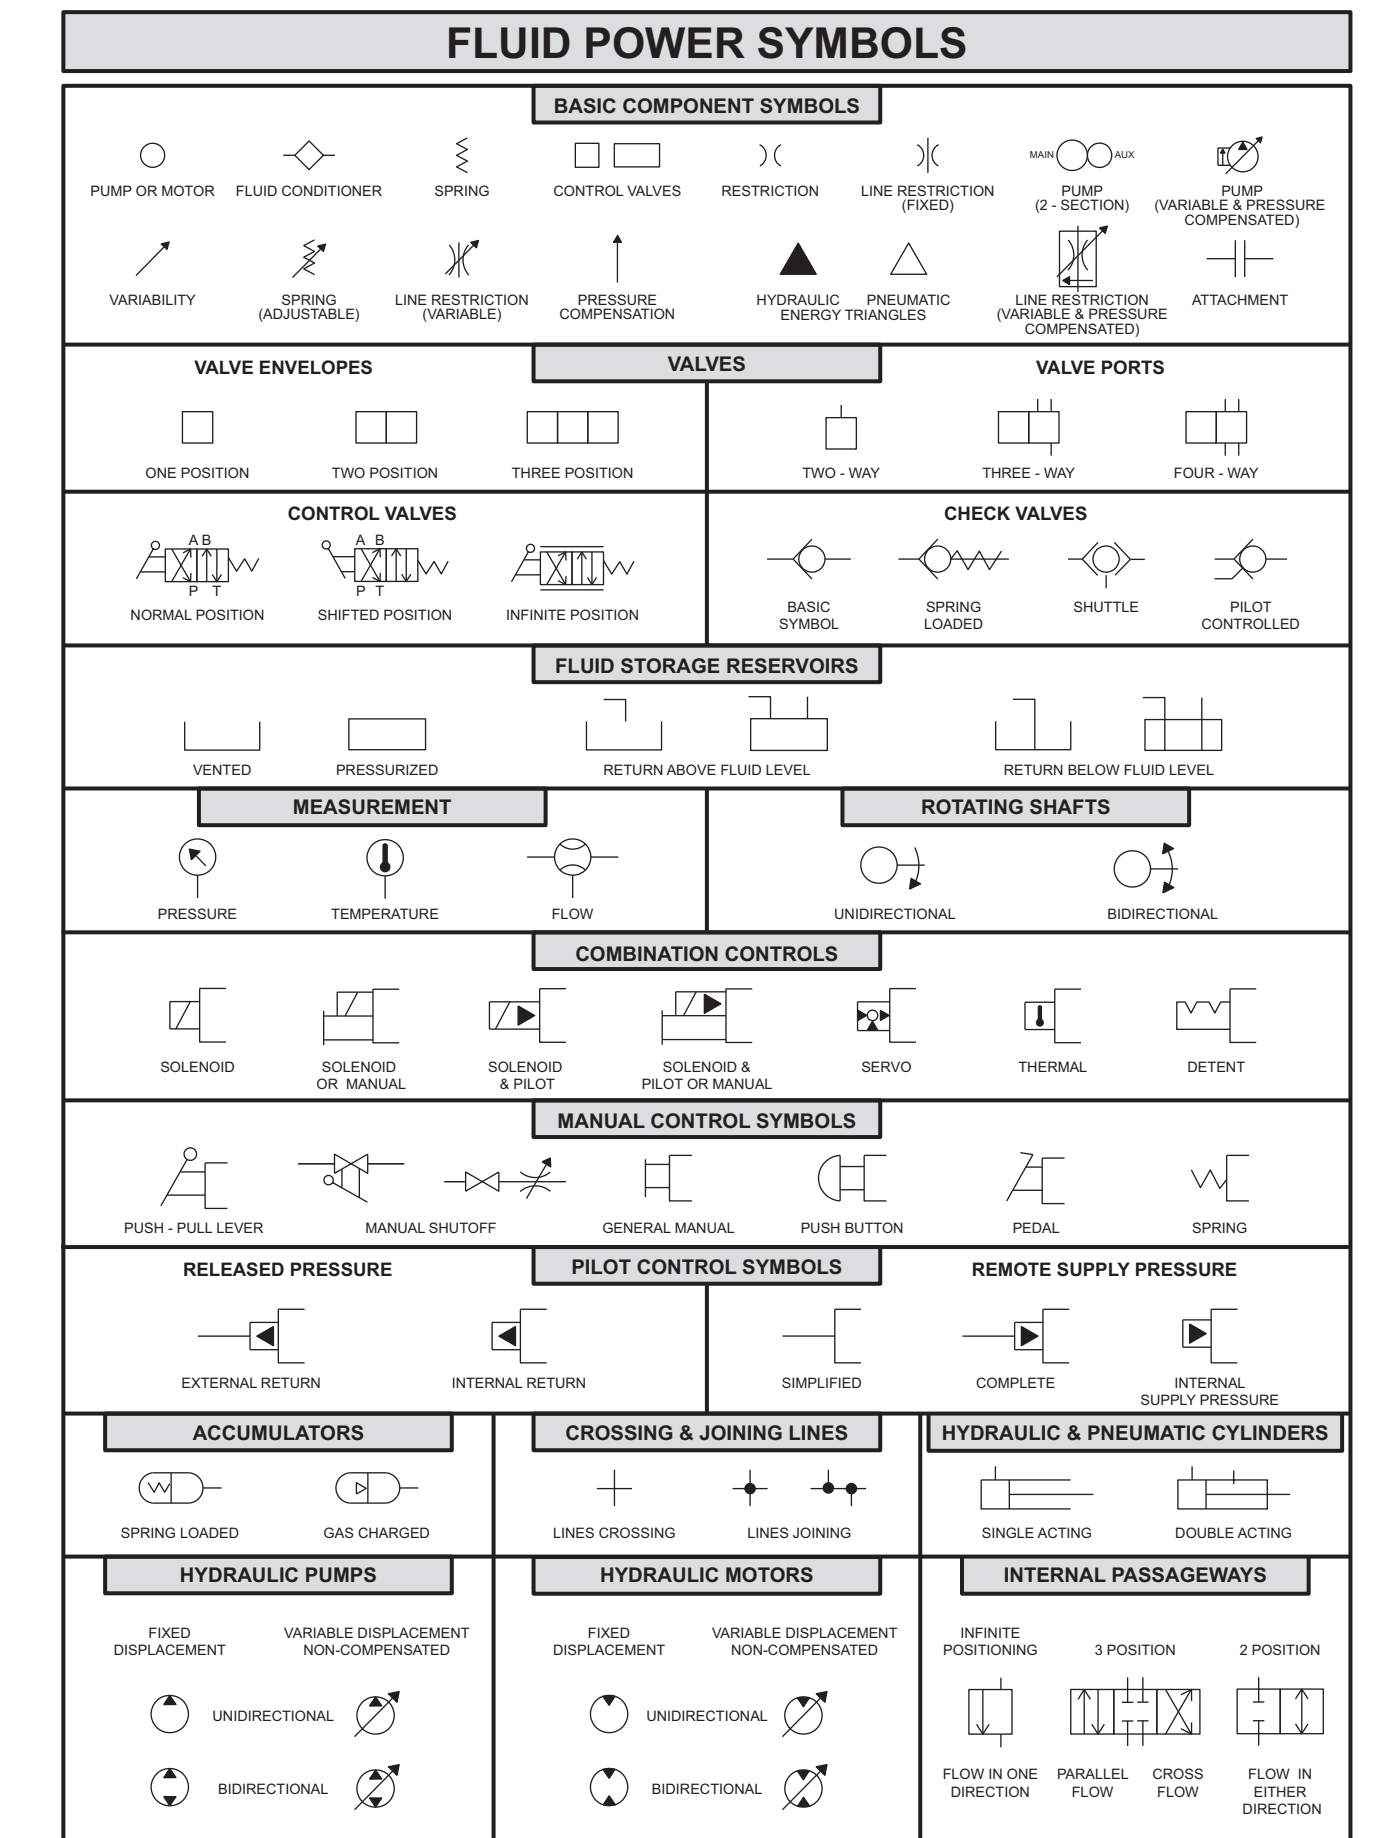 FLUID POWER SYMBOLS
BASIC COMPONENT SYMBOLS
MAIN AUX
PUMP OR MOTOR FLUID CONDITIONER SPRING CONTROL VALVES RESTRICTION LINE RESTRICTION PUMP PUMP
(FIXED) (2 - SECTION) (VARIABLE & PRESSURE
COMPENSATED)
VARIABILITY SPRING LINE RESTRICTION PRESSURE HYDRAULIC PNEUMATIC LINE RESTRICTION ATTACHMENT
(ADJUSTABLE) (VARIABLE) COMPENSATION ENERGY TRIANGLES (VARIABLE & PRESSURE
COMPENSATED)
VALVES
VALVE ENVELOPES VALVE PORTS
ONE POSITION TWO POSITION THREE POSITION TWO - WAY THREE - WAY FOUR - WAY
CONTROL VALVES CHECK VALVES
A B A B
P T P T
NORMAL POSITION SHIFTED POSITION INFINITE POSITION BASIC SPRING SHUTTLE PILOT
SYMBOL LOADED CONTROLLED
FLUID STORAGE RESERVOIRS
VENTED PRESSURIZED RETURN ABOVE FLUID LEVEL RETURN BELOW FLUID LEVEL
MEASUREMENT ROTATING SHAFTS
PRESSURE TEMPERATURE FLOW UNIDIRECTIONAL BIDIRECTIONAL
COMBINATION CONTROLS
SOLENOID SOLENOID SOLENOID SOLENOID & SERVO THERMAL DETENT
OR MANUAL & PILOT PILOT OR MANUAL
MANUAL CONTROL SYMBOLS
PUSH - PULL LEVER MANUAL SHUTOFF GENERAL MANUAL PUSH BUTTON PEDAL SPRING
PILOT CONTROL SYMBOLS
RELEASED PRESSURE REMOTE SUPPLY PRESSURE
EXTERNAL RETURN INTERNAL RETURN SIMPLIFIED COMPLETE INTERNAL
SUPPLY PRESSURE
ACCUMULATORS CROSSING & JOINING LINES HYDRAULIC & PNEUMATIC CYLINDERS
SPRING LOADED GAS CHARGED LINES CROSSING LINES JOINING SINGLE ACTING DOUBLE ACTING
HYDRAULIC PUMPS HYDRAULIC MOTORS INTERNAL PASSAGEWAYS
FIXED VARIABLE DISPLACEMENT FIXED VARIABLE DISPLACEMENT INFINITE
DISPLACEMENT NON-COMPENSATED DISPLACEMENT NON-COMPENSATED POSITIONING 3 POSITION 2 POSITION
UNIDIRECTIONAL UNIDIRECTIONAL
BIDIRECTIONAL BIDIRECTIONAL
FLOW IN ONE PARALLEL CROSS FLOW IN
DIRECTION FLOW FLOW EITHER
DIRECTION